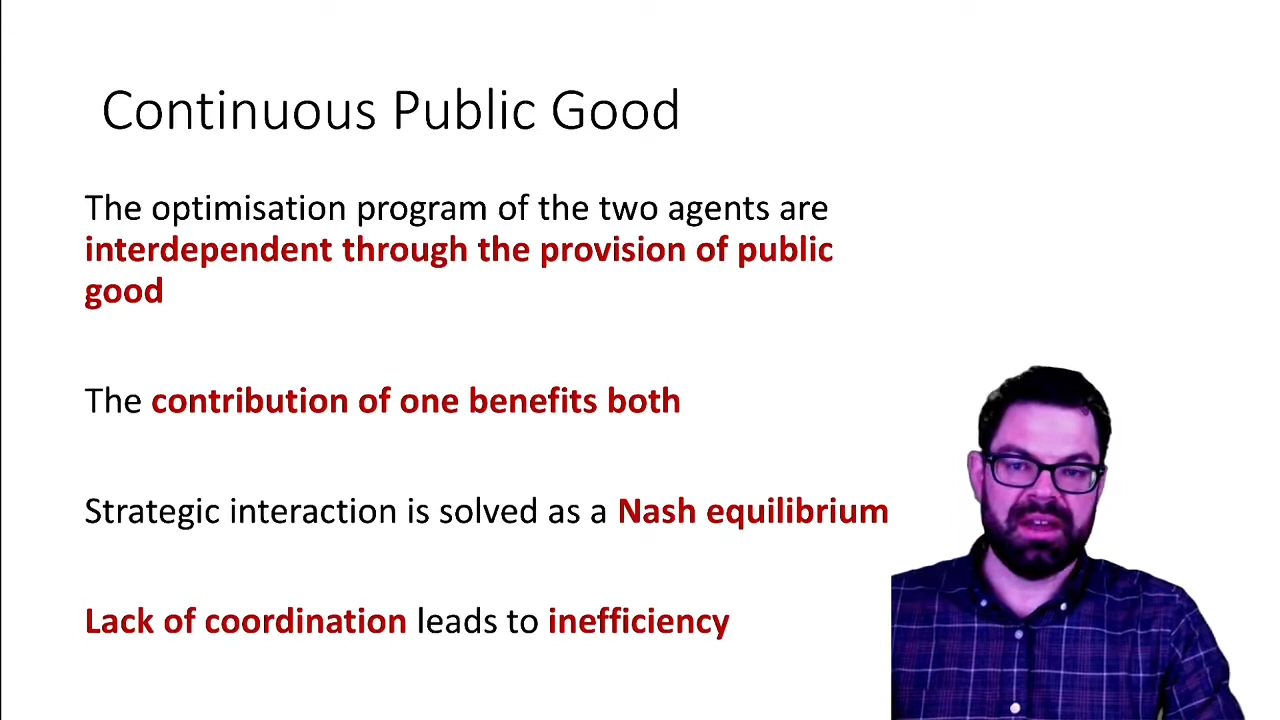 Continuous Public Good
The optimisation program of the two agents are
interdependent through the provision of public
good
The contribution of one benefits both
Strategic interaction is solved as a Nash equilibrium
Lack of coordination leads to inefficiency